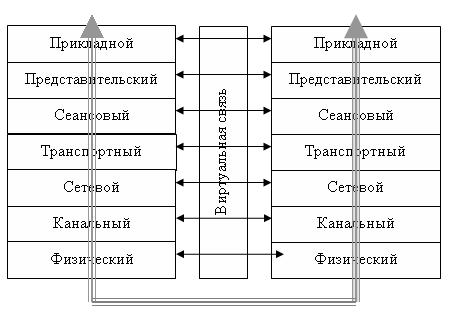 Прикладной
Представительский
Сеансовый
Транспортный
Сетевой
Канальный
Физический
Виртуальная связь
Прикладной
Представительский
Сеансовый
Транспортный
Сетевой
Канальный
Физический